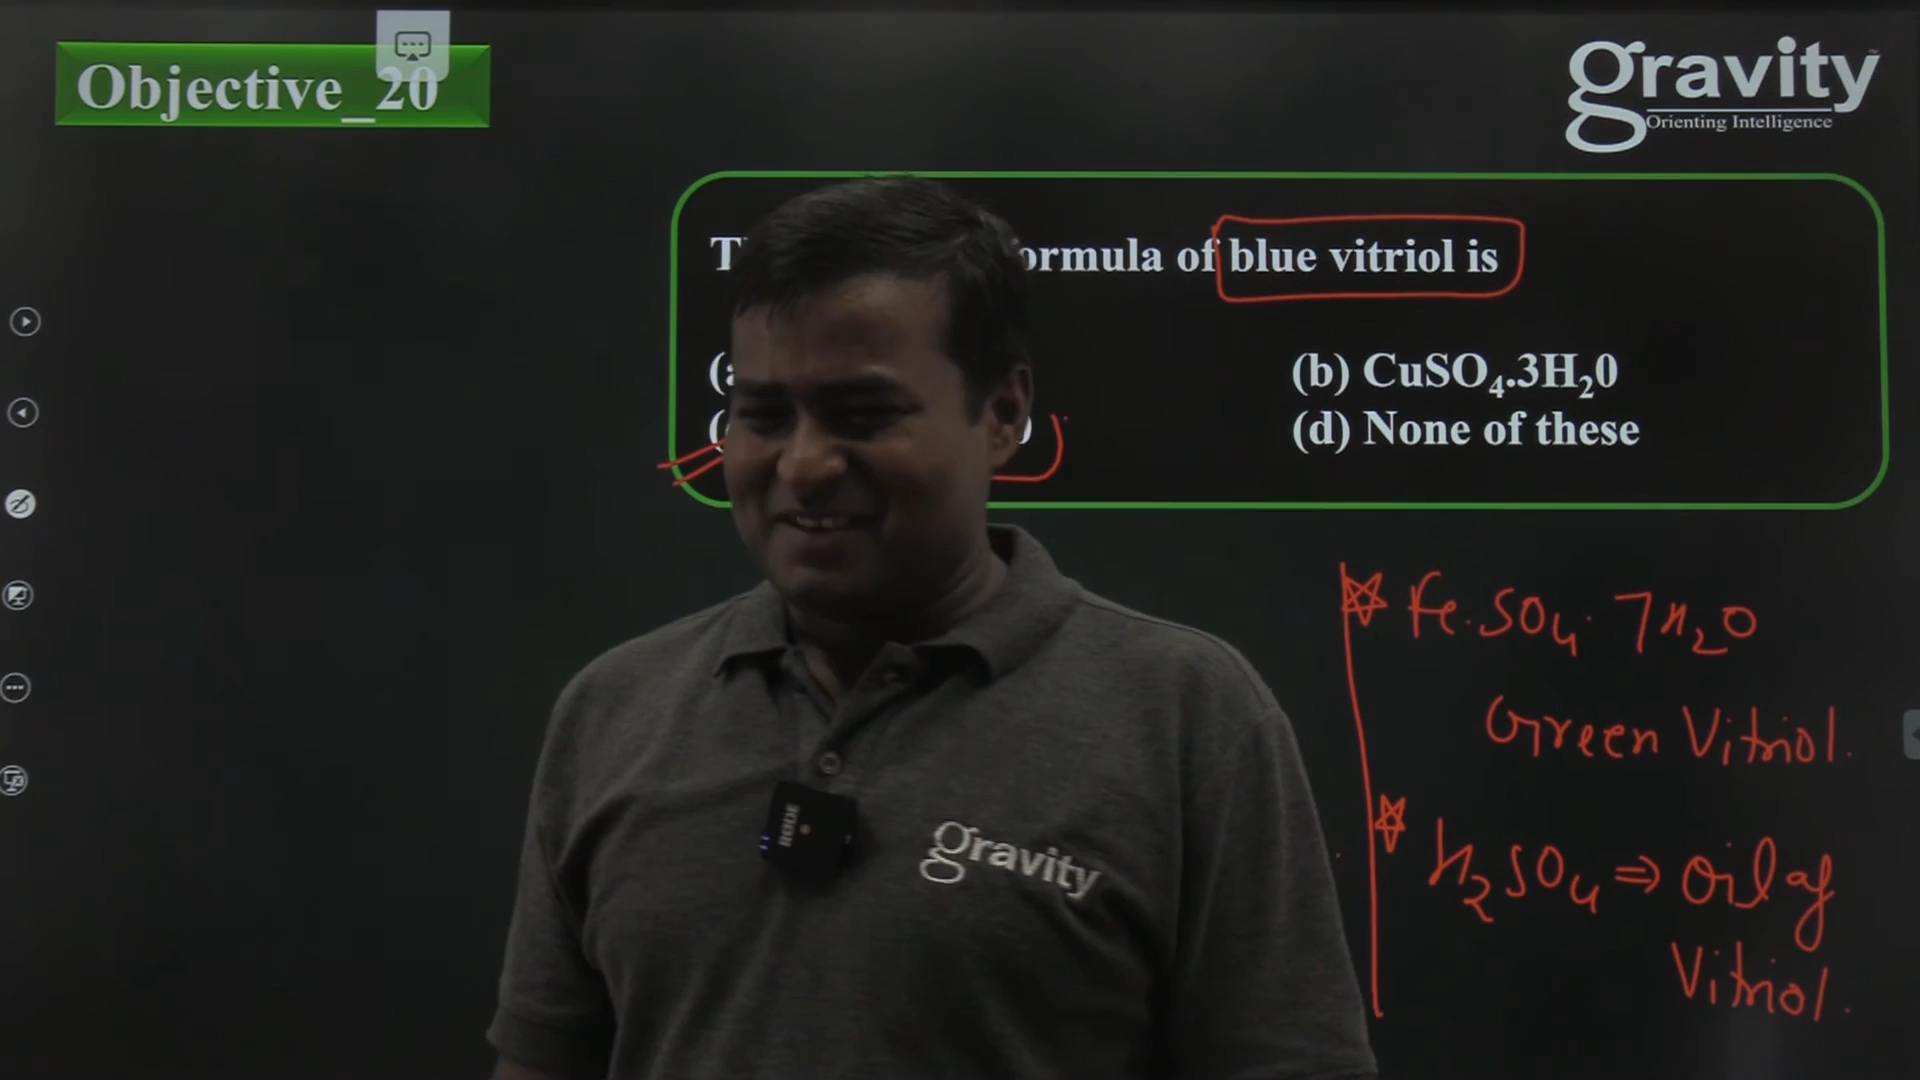 Objective_20
gravity
Orienting Intelligence
ormula of blue vitriol is
(b) CuSO₄.3H₂0
(d) None of these
Fe.SO₄.7H₂O
Green Vitriol.
H₂SO₄ ⇒ Oil of
Vitriol.
RØDE
gravity